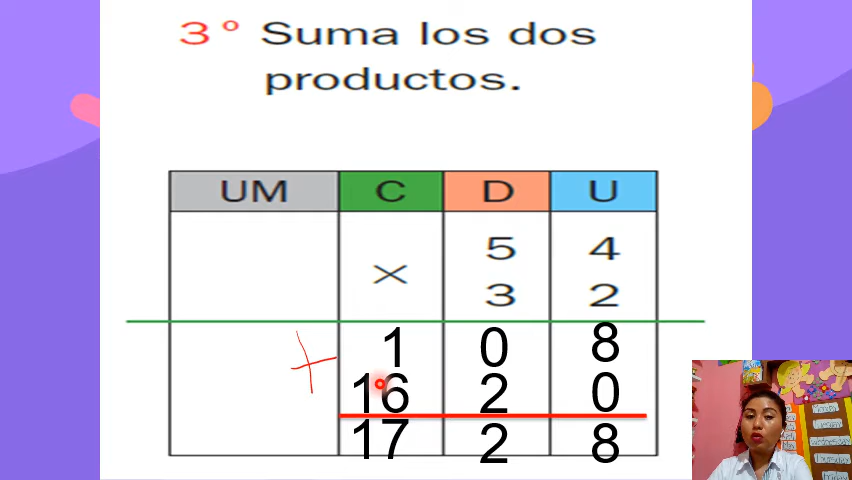 3° Suma los dos
productos.
UM C D U
5 4
×
3 2
+ 1 0 8
16 2 0
17 2 8